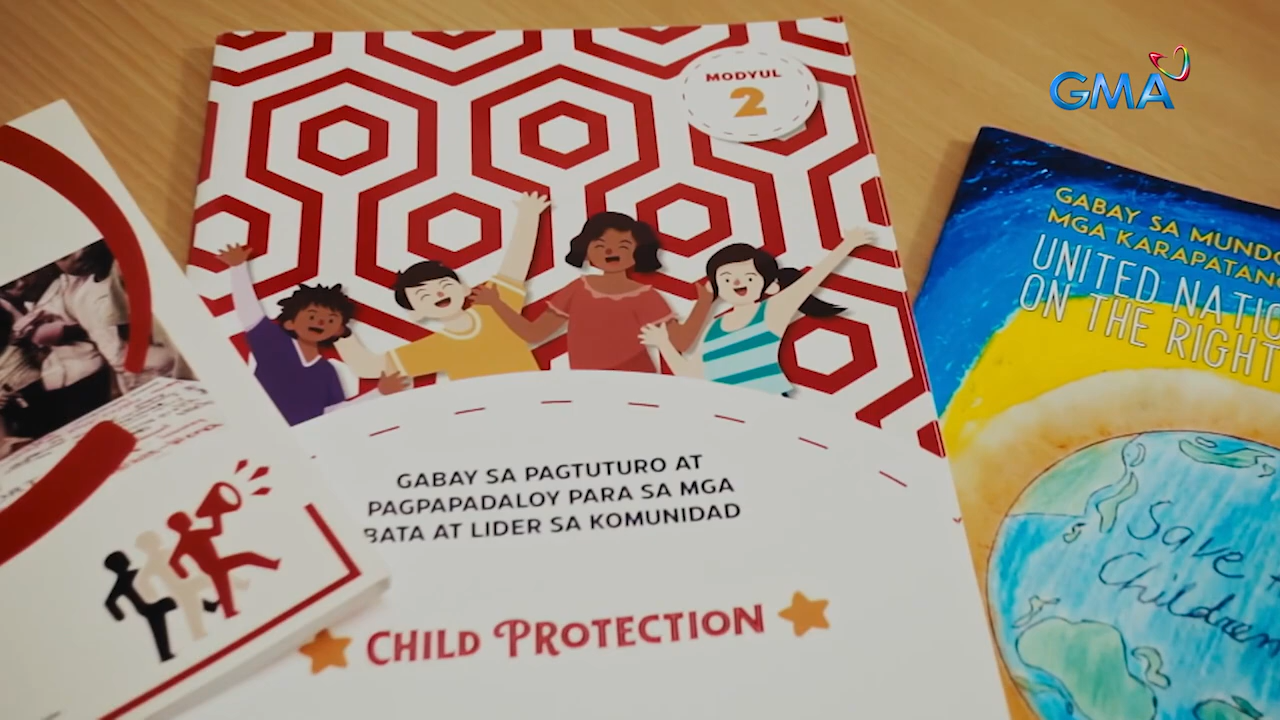 GMA
MODYUL
2
GABAY SA PAGTUTURO AT
PAGPAPADALOY PARA SA MGA
BATA AT LIDER SA KOMUNIDAD
CHILD PROTECTION
GABAY SA MUNDO
MGA KARAPATAN
UNITED NATIO
ON THE RIGHT
Save
Children